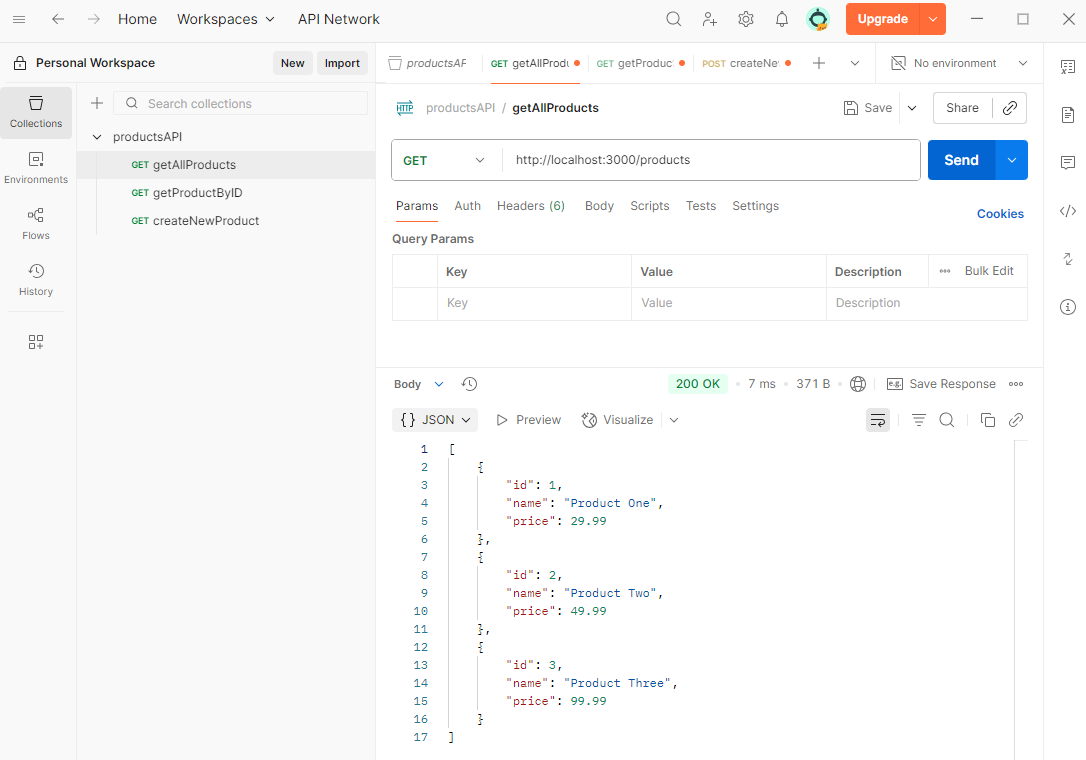 Home Workspaces API Network Upgrade
Personal Workspace New Import productsAF GET getAllProdu GET getProduc POST createNe No environment
Collections
Environments
Flows
History
Search collections
productsAPI
GET getAllProducts
GET getProductByID
GET createNewProduct
HTTP productsAPI / getAllProducts Save Share
GET http://localhost:3000/products Send
Params Auth Headers (6) Body Scripts Tests Settings Cookies
Query Params
Key Value Description Bulk Edit
Key Value Description
Body 200 OK 7 ms 371 B e.g. Save Response
{} JSON Preview Visualize
1 [
2 {
3 "id": 1,
4 "name": "Product One",
5 "price": 29.99
6 },
7 {
8 "id": 2,
9 "name": "Product Two",
10 "price": 49.99
11 },
12 {
13 "id": 3,
14 "name": "Product Three",
15 "price": 99.99
16 }
17 ]